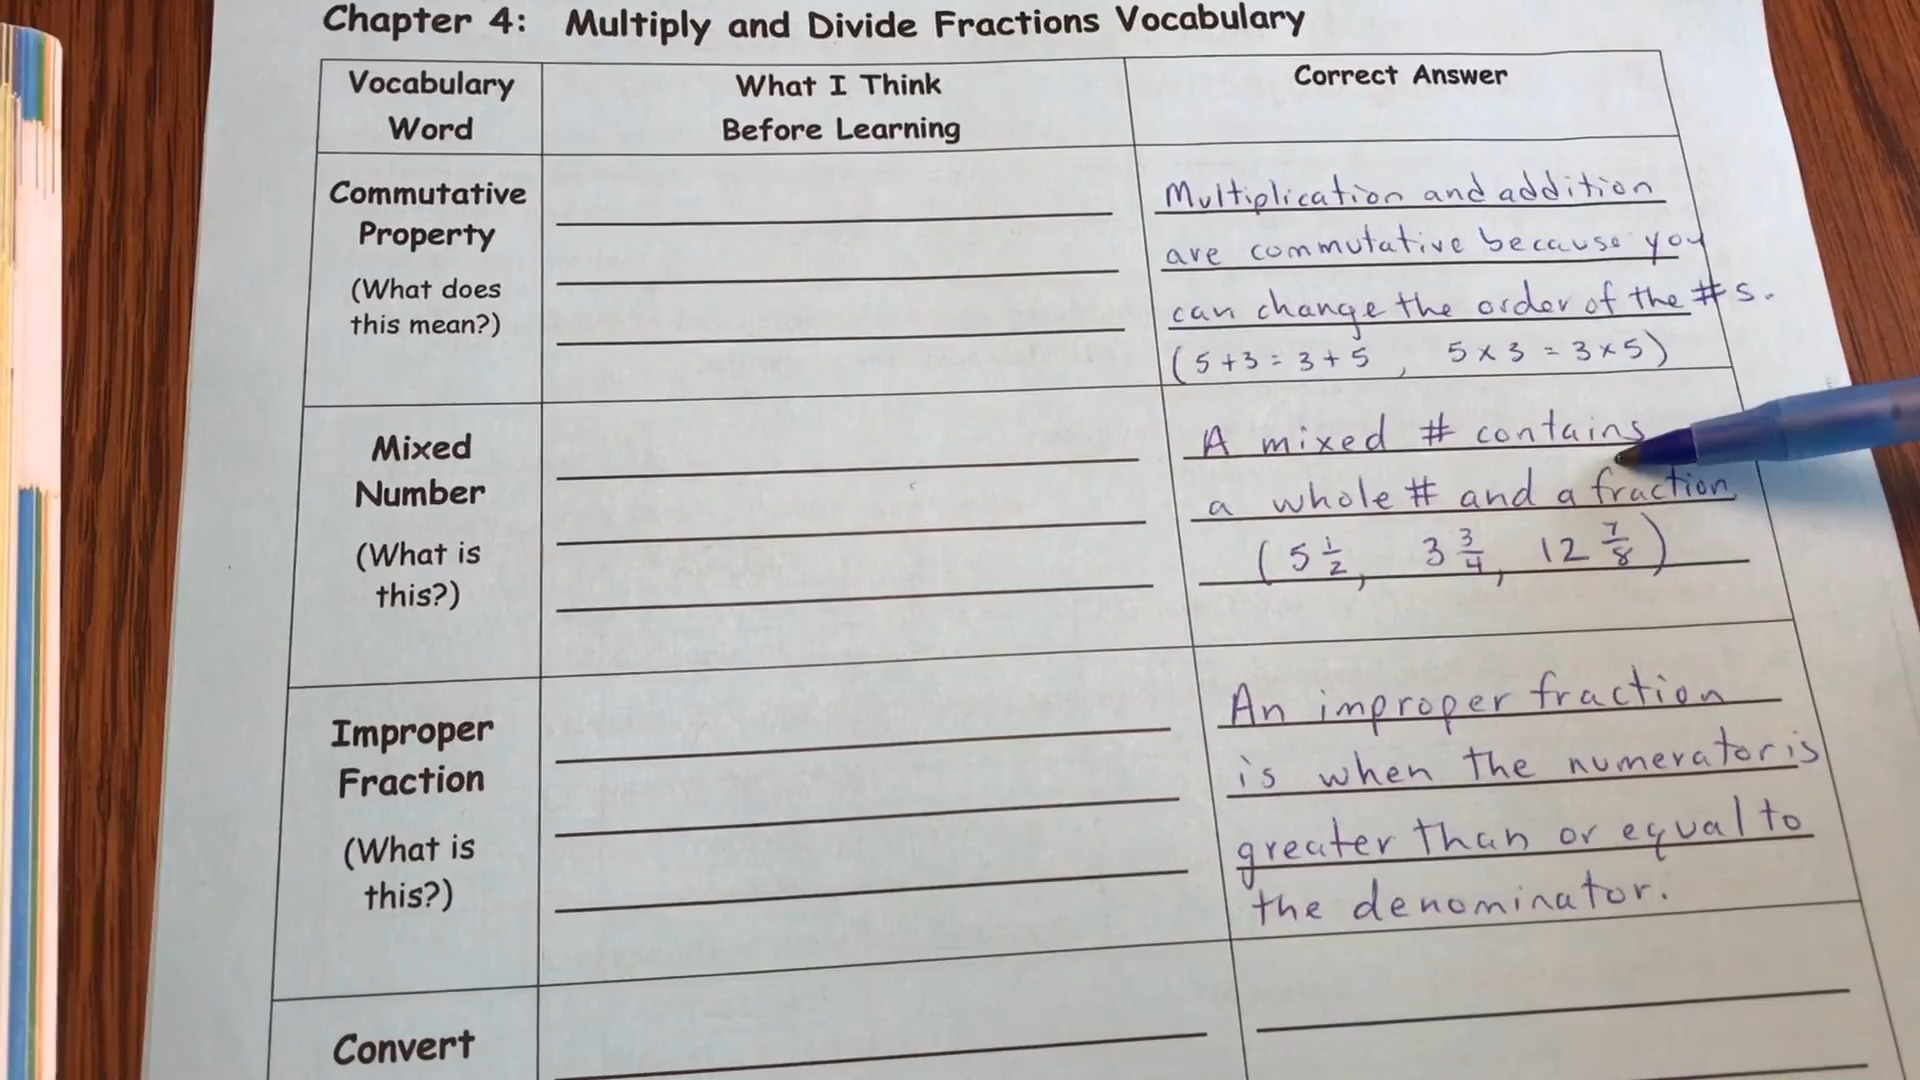 Chapter 4: Multiply and Divide Fractions Vocabulary
Vocabulary
Word
What I Think
Before Learning
Correct Answer
Commutative
Property
(What does
this mean?)
Multiplication and addition
are commutative because you
can change the order of the #s.
(5+3=3+5, 5×3=3×5)
Mixed
Number
(What is
this?)
A mixed # contains
a whole # and a fraction
(5 1/2, 3 3/4, 12 7/8)
Improper
Fraction
(What is
this?)
An improper fraction
is when the numerator is
greater than or equal to
the denominator.
Convert